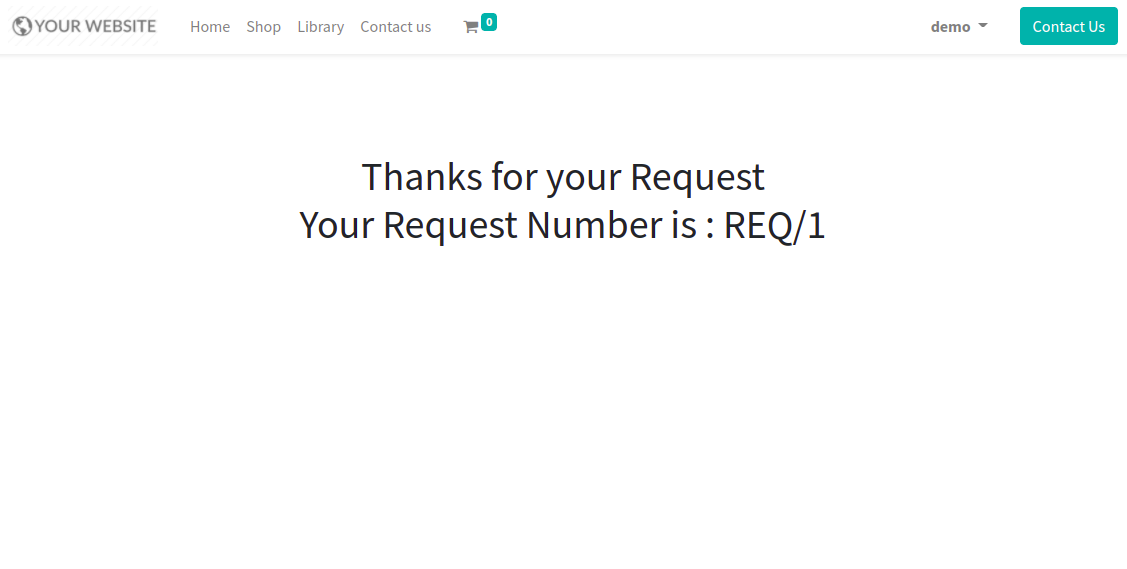 YOUR WEBSITE Home Shop Library Contact us 0 demo Contact Us
Thanks for your Request
Your Request Number is : REQ/1